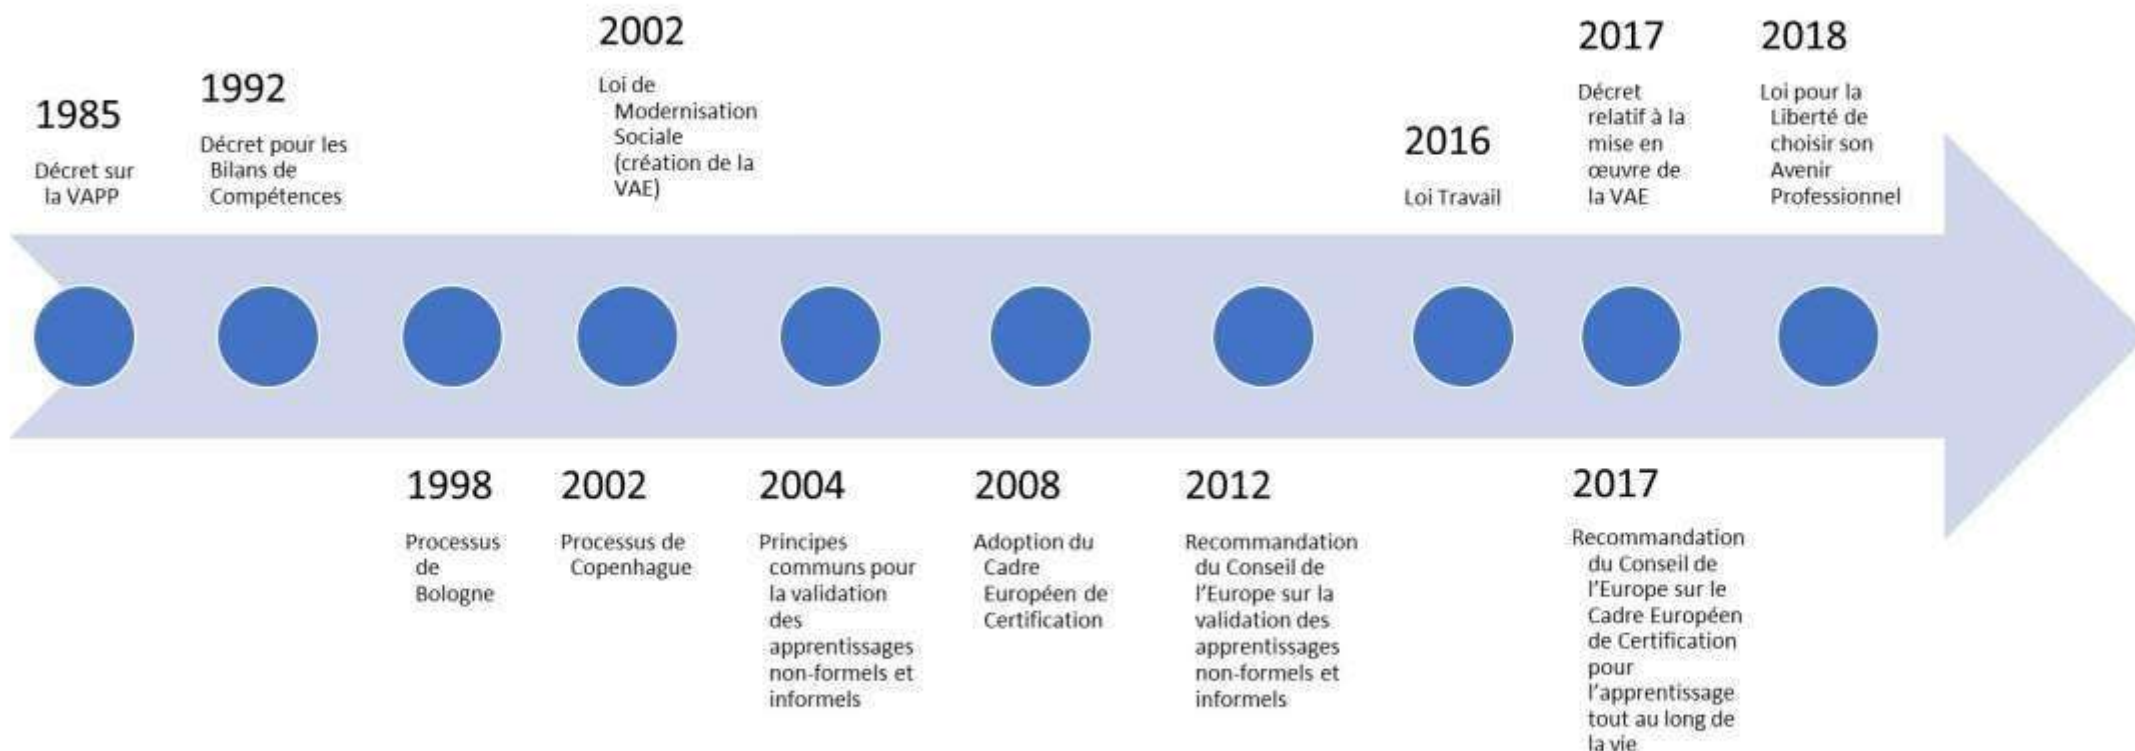 1985
Décret sur
la VAPP
1992
Décret pour les
Bilans de
Compétences
2002
Loi de
Modernisation
Sociale
(création de la
VAE)
2016
Loi Travail
2017
Décret
relatif à la
mise en
œuvre de
la VAE
2018
Loi pour la
Liberté de
choisir son
Avenir
Professionnel
1998
Processus
de
Bologne
2002
Processus de
Copenhague
2004
Principes
communs pour
la validation
des
apprentissages
non-formels et
informels
2008
Adoption du
Cadre
Européen de
Certification
2012
Recommandation
du Conseil de
l'Europe sur la
validation des
apprentissages
non-formels et
informels
2017
Recommandation
du Conseil de
l'Europe sur le
Cadre Européen
de Certification
pour
l'apprentissage
tout au long de
la vie